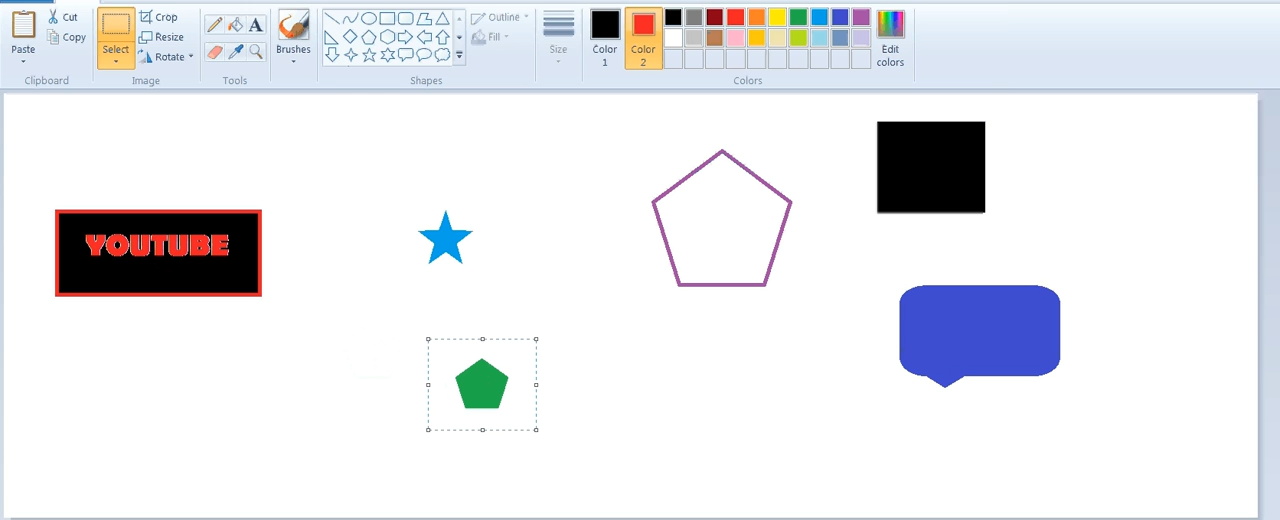 Cut
Copy
Paste
Clipboard
Crop
Resize
Rotate
Select
Image
A
Tools
Brushes
Outline
Fill
Shapes
Size
Color
1
Color
2
Edit
colors
Colors
YOUTUBE